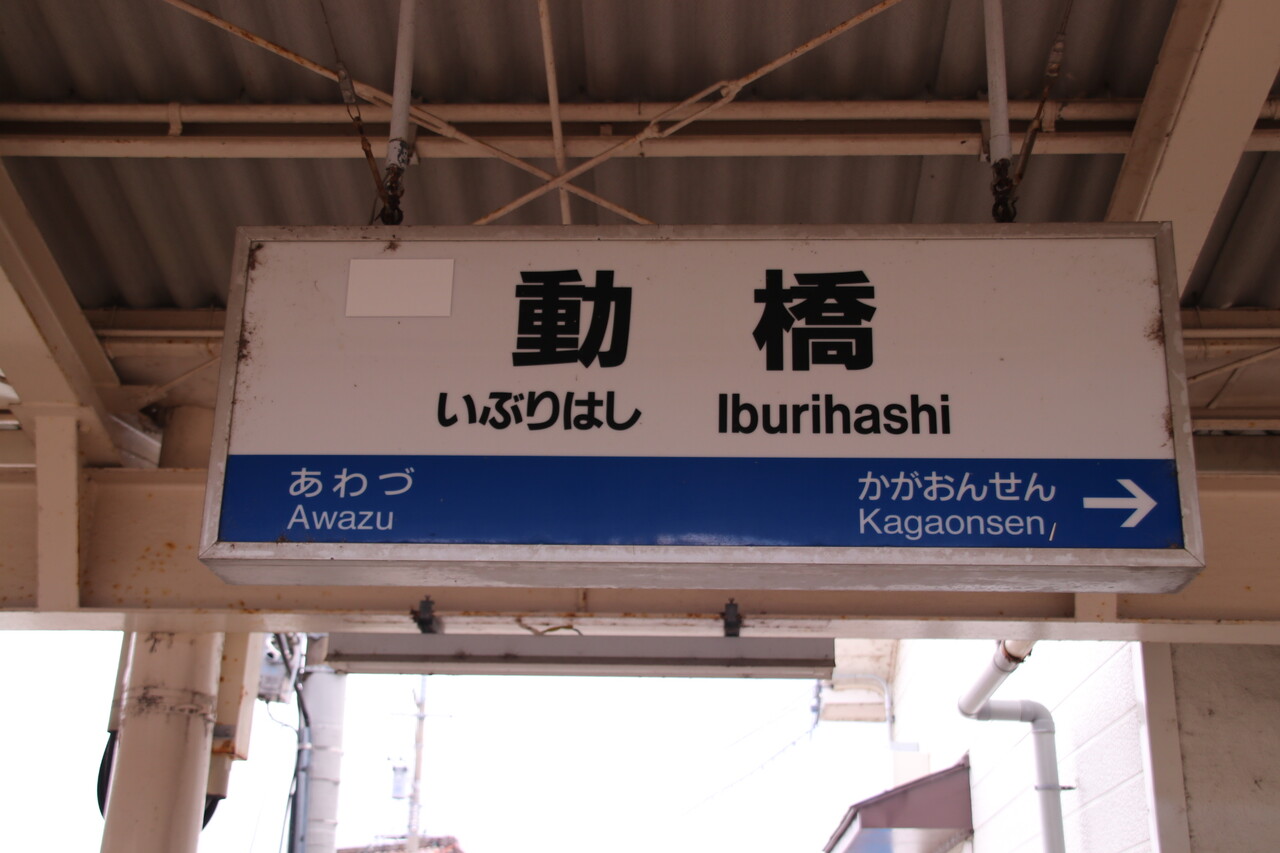 動橋
いぶりはし Iburihashi
あわづ かがおんせん →
Awazu Kagaonsen